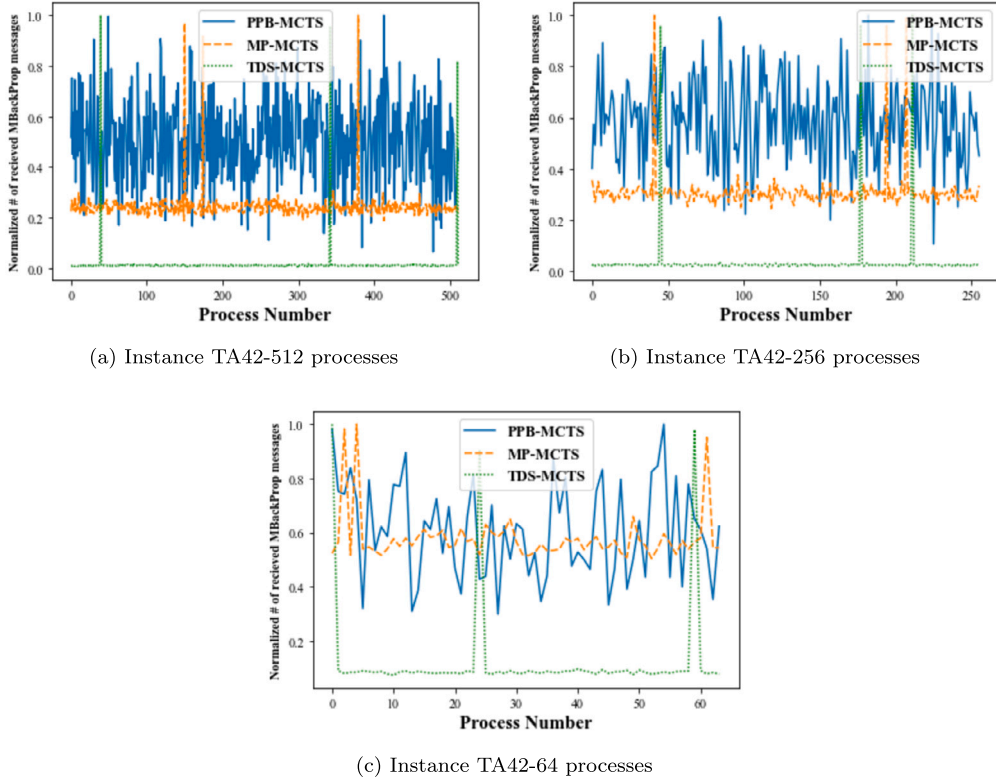 PPB-MCTS
MP-MCTS
TDS-MCTS
Normalized # of recieved MBackProp messages
1.0
0.8
0.6
0.4
0.2
0.0
0 100 200 300 400 500
Process Number
(a) Instance TA42-512 processes
PPB-MCTS
MP-MCTS
TDS-MCTS
Normalized # of recieved MBackProp messages
1.0
0.8
0.6
0.4
0.2
0.0
0 50 100 150 200 250
Process Number
(b) Instance TA42-256 processes
PPB-MCTS
MP-MCTS
TDS-MCTS
Normalized # of recieved MBackProp messages
1.0
0.8
0.6
0.4
0.2
0 10 20 30 40 50 60
Process Number
(c) Instance TA42-64 processes